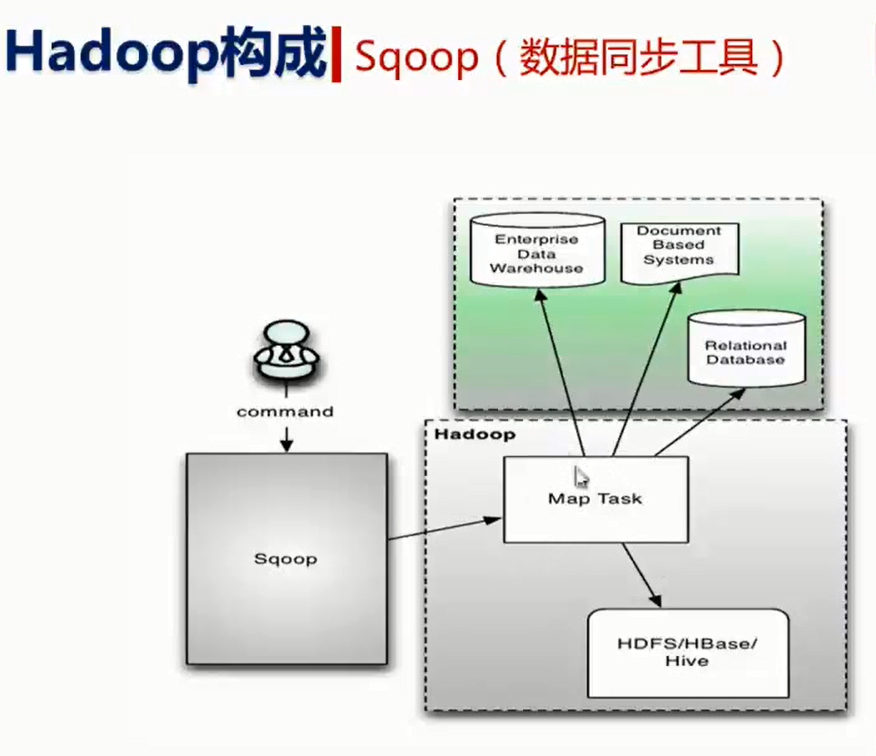 Hadoop构成 Sqoop（数据同步工具）
Enterprise
Data
Warehouse
Document
Based
Systems
Relational
Database
command
Hadoop
Map Task
Sqoop
HDFS/HBase/
Hive